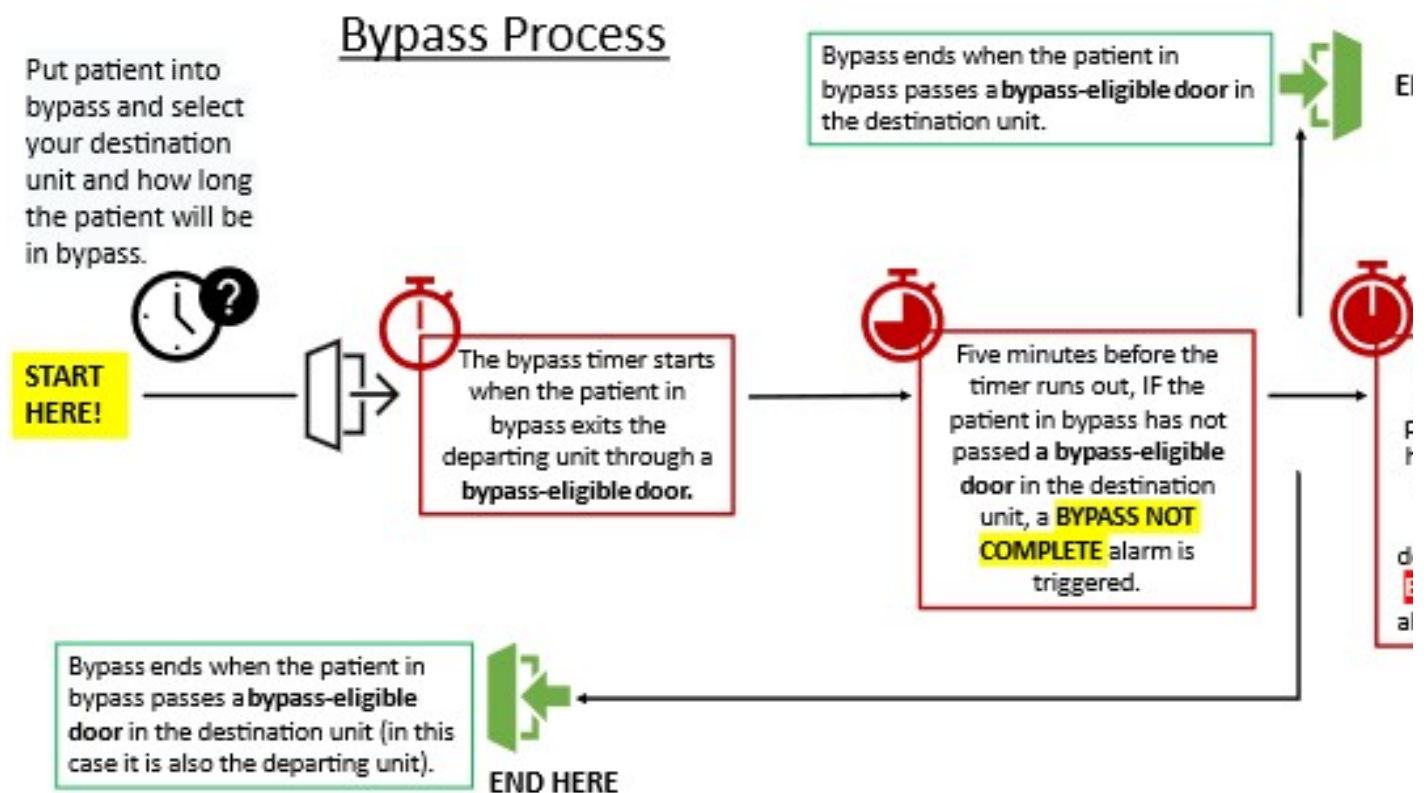 Bypass Process
Put patient into
bypass and select
your destination
unit and how long
the patient will be
in bypass.
?
START
HERE!
The bypass timer starts
when the patient in
bypass exits the
departing unit through a
bypass-eligible door.
Five minutes before the
timer runs out, IF the
patient in bypass has not
passed a bypass-eligible
door in the destination
unit, a BYPASS NOT
COMPLETE alarm is
triggered.
Bypass ends when the patient in
bypass passes a bypass-eligible door in
the destination unit.
Bypass ends when the patient in
bypass passes a bypass-eligible
door in the destination unit (in this
case it is also the departing unit).
END HERE